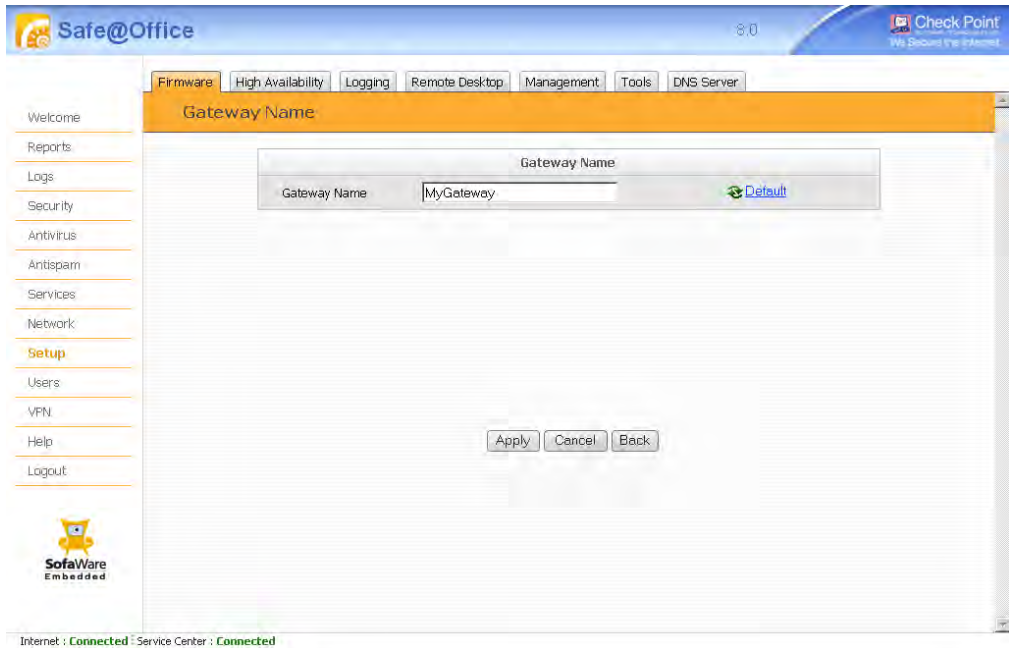 Safe@Office
8.0
Check Point
We Secure the Internet
Firmware
High Availability
Logging
Remote Desktop
Management
Tools
DNS Server
Gateway Name
Welcome
Reports
Logs
Security
Antivirus
Antispam
Services
Network
Setup
Users
VPN
Help
Logout
Gateway Name
Gateway Name MyGateway Default
Apply Cancel Back
SofaWare
Embedded
Internet : Connected Service Center : Connected